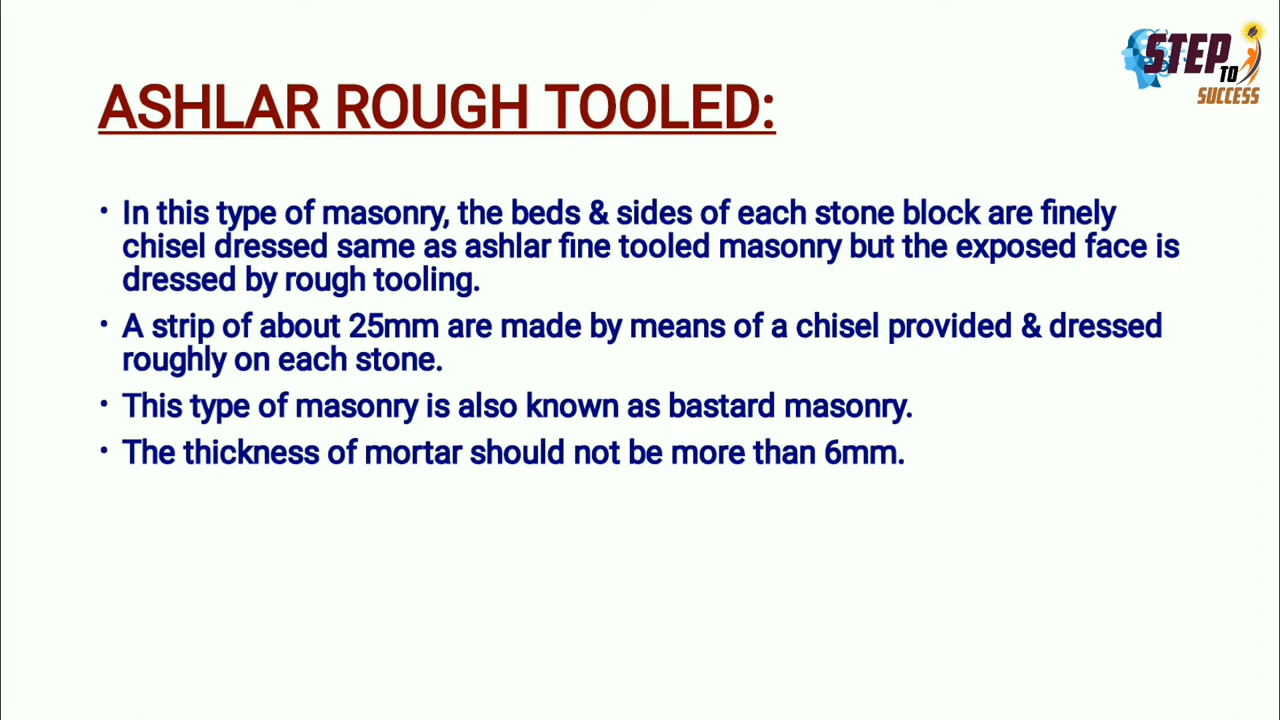 STEP
TO
SUCCESS
ASHLAR ROUGH TOOLED:
• In this type of masonry, the beds & sides of each stone block are finely
chisel dressed same as ashlar fine tooled masonry but the exposed face is
dressed by rough tooling.
• A strip of about 25mm are made by means of a chisel provided & dressed
roughly on each stone.
• This type of masonry is also known as bastard masonry.
• The thickness of mortar should not be more than 6mm.